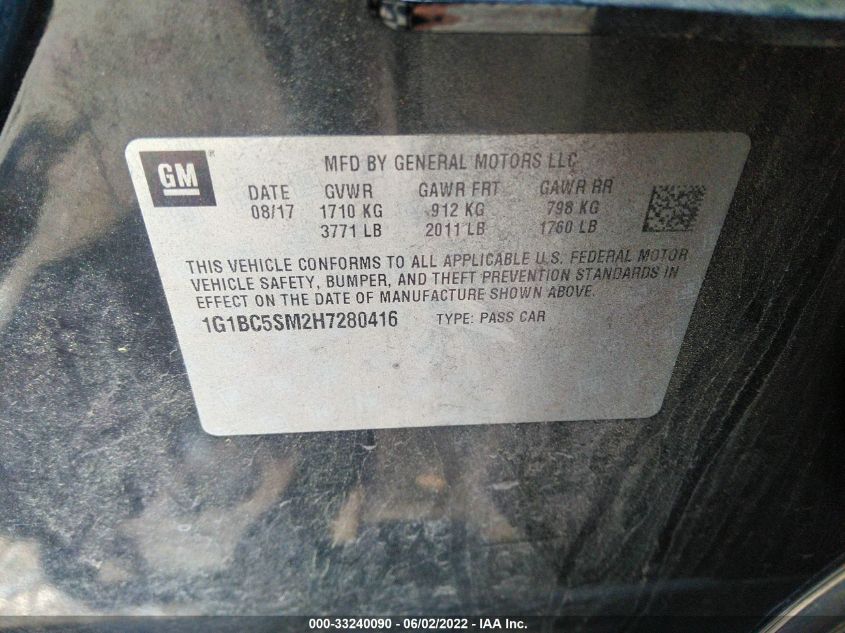 GM
MFD BY GENERAL MOTORS LLC
DATE GVWR GAWR FRT GAWR RR
08/17 1710 KG 912 KG 798 KG
3771 LB 2011 LB 1760 LB
THIS VEHICLE CONFORMS TO ALL APPLICABLE U.S. FEDERAL MOTOR
VEHICLE SAFETY, BUMPER, AND THEFT PREVENTION STANDARDS IN
EFFECT ON THE DATE OF MANUFACTURE SHOWN ABOVE.
1G1BC5SM2H7280416 TYPE: PASS CAR
000-33240090 - 06/02/2022 - IAA Inc.